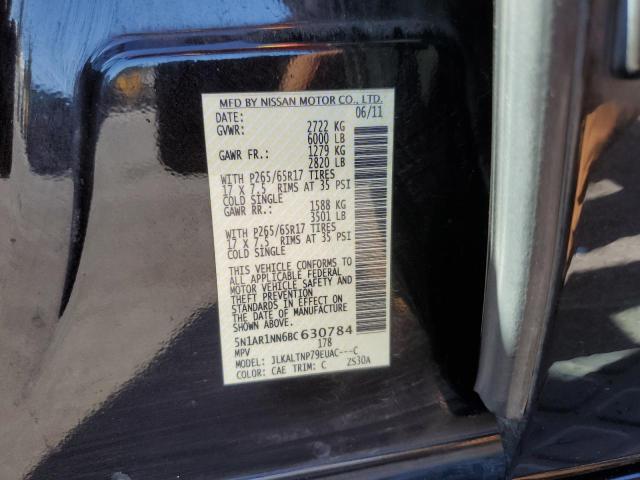 MFD BY NISSAN MOTOR CO., LTD.
DATE: 06/11
GVWR: 2722 KG
6000 LB
GAWR FR.: 1279 KG
2820 LB
WITH P265/65R17 TIRES
17 X 7.5 RIMS AT 35 PSI
COLD SINGLE
GAWR RR.: 1588 KG
3501 LB
WITH P265/65R17 TIRES
17 X 7.5 RIMS AT 35 PSI
COLD SINGLE
THIS VEHICLE CONFORMS TO
ALL APPLICABLE FEDERAL
MOTOR VEHICLE SAFETY AND
THEFT PREVENTION
STANDARDS IN EFFECT ON
THE DATE OF MANUFACTURE
SHOWN ABOVE.
5N1AR1NN6BC630784
MPV 178
JLKALTNP79EUAC---C
COLOR: CAE TRIM: C ZS30A